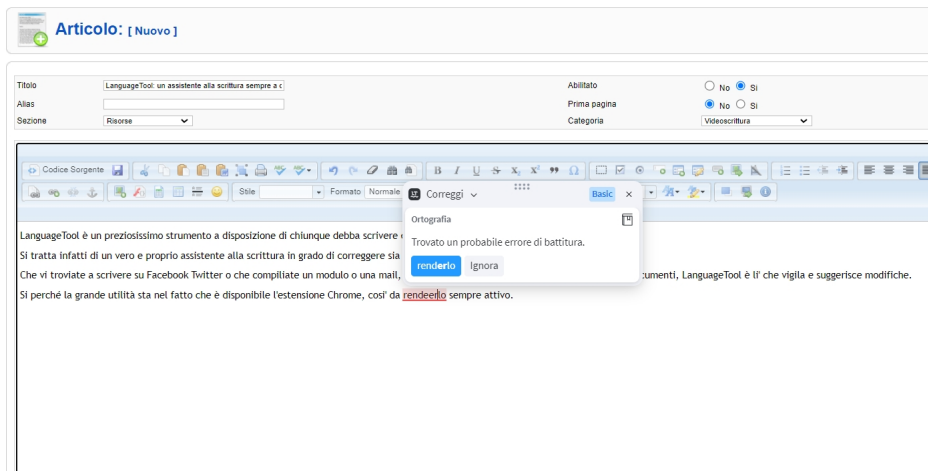 Articolo: [ Nuovo ]
Titolo LanguageTool: un assistente alla scrittura sempre a Abilitato No Si
Alias Prima pagina No Si
Sezione Risorse Categoria Videoscrittura
Codice Sorgente
Stile Formato Normale
Correggi Basic ×
Ortografia
Trovato un probabile errore di battitura.
renderlo Ignora
LanguageTool è un preziosissimo strumento a disposizione di chiunque debba scrivere
Si tratta infatti di un vero e proprio assistente alla scrittura in grado di correggere sia
Che vi troviate a scrivere su Facebook Twitter o che compiliate un modulo o una mail, cumenti, LanguageTool è lì' che vigila e suggerisce modifiche.
Si perché la grande utilità sta nel fatto che è disponibile l'estensione Chrome, cosi' da rendeerlo sempre attivo.